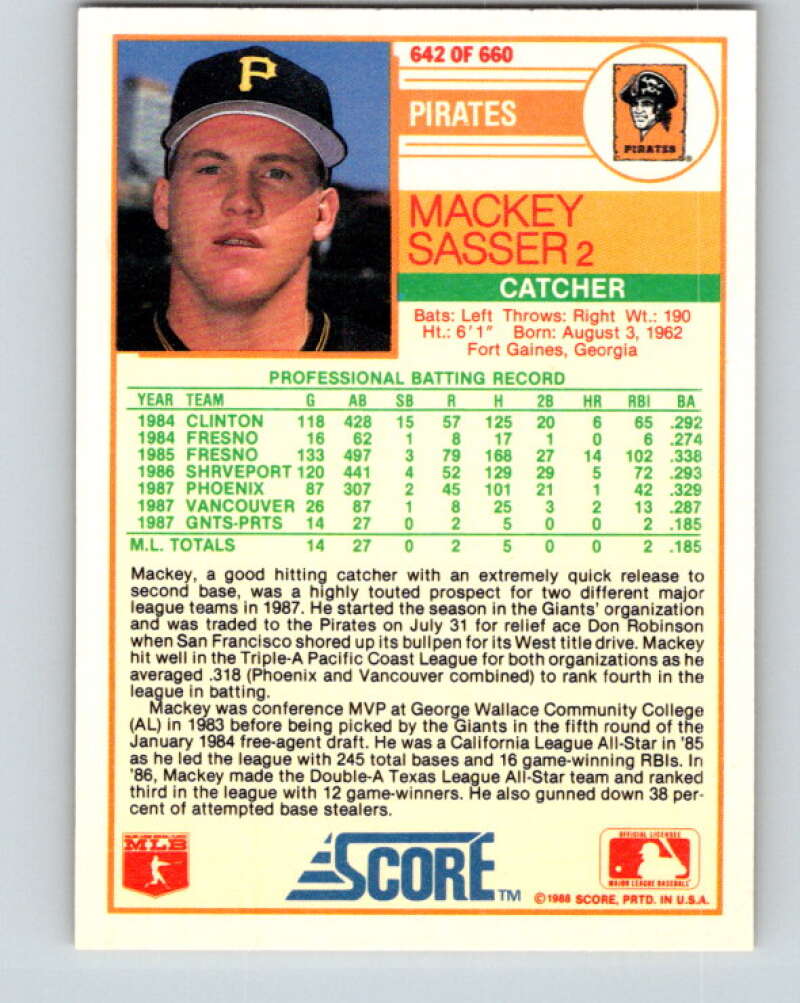 P
642 OF 660
PIRATES
PIRATES
MACKEY
SASSER 2
CATCHER
Bats: Left Throws: Right Wt.: 190
Ht.: 6'1" Born: August 3, 1962
Fort Gaines, Georgia
PROFESSIONAL BATTING RECORD
YEAR TEAM G AB SB R H 2B HR RBI BA
1984 CLINTON 118 428 15 57 125 20 6 65 .292
1984 FRESNO 16 62 1 8 17 1 0 6 .274
1985 FRESNO 133 497 3 79 168 27 14 102 .338
1986 SHRVEPORT 120 441 4 52 129 29 5 72 .293
1987 PHOENIX 87 307 2 45 101 21 1 42 .329
1987 VANCOUVER 26 87 1 8 25 3 2 13 .287
1987 GNTS-PRTS 14 27 0 2 5 0 0 2 .185
M.L. TOTALS 14 27 0 2 5 0 0 2 .185
Mackey, a good hitting catcher with an extremely quick release to
second base, was a highly touted prospect for two different major
league teams in 1987. He started the season in the Giants' organization
and was traded to the Pirates on July 31 for relief ace Don Robinson
when San Francisco shored up its bullpen for its West title drive. Mackey
hit well in the Triple-A Pacific Coast League for both organizations as he
averaged .318 (Phoenix and Vancouver combined) to rank fourth in the
league in batting.
Mackey was conference MVP at George Wallace Community College
(AL) in 1983 before being picked by the Giants in the fifth round of the
January 1984 free-agent draft. He was a California League All-Star in '85
as he led the league with 245 total bases and 16 game-winning RBIs. In
'86, Mackey made the Double-A Texas League All-Star team and ranked
third in the league with 12 game-winners. He also gunned down 38 per-
cent of attempted base stealers.
MLB
SCORE TM
OFFICIAL LICENSEE
MAJOR LEAGUE BASEBALL
©1988 SCORE, PRTD. IN U.S.A.